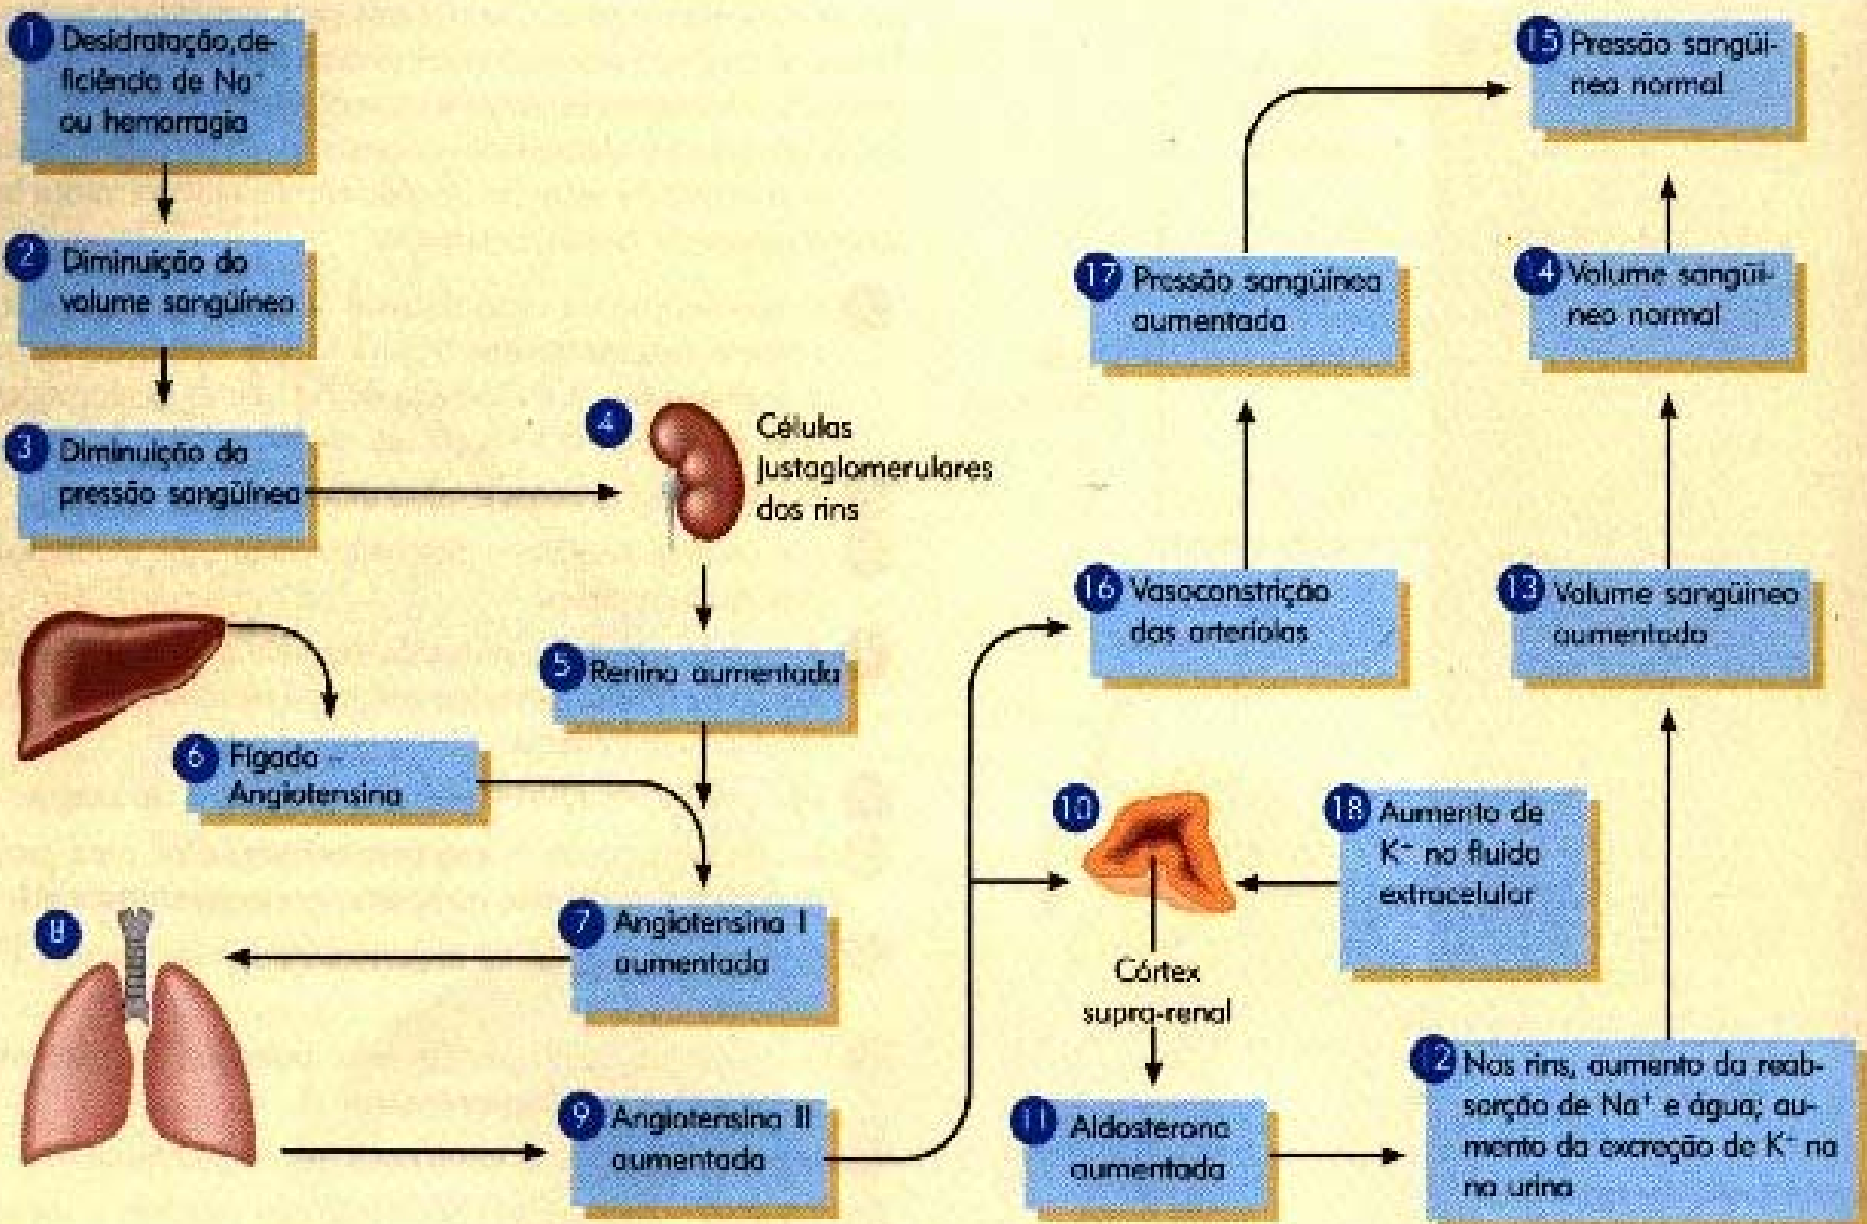 1 Desidratação, de-
ficiência de Na⁺
ou hemorragia
2 Diminuição do
volume sangüíneo
3 Diminuição da
pressão sangüínea
4 Células
justaglomerulares
dos rins
5 Renina aumentada
6 Fígado –
Angiotensina
7 Angiotensina I
aumentada
8
9 Angiotensina II
aumentada
10
Córtex
supra-renal
11 Aldosterona
aumentada
12 Nos rins, aumento da reab-
sorção de Na⁺ e água; au-
mento da excreção de K⁺ na
na urina
13 Volume sangüíneo
aumentado
14 Volume sangüí-
neo normal
15 Pressão sangüí-
nea normal
16 Vasoconstrição
das arteríolas
17 Pressão sangüínea
aumentada
18 Aumento de
K⁺ no fluido
extracelular